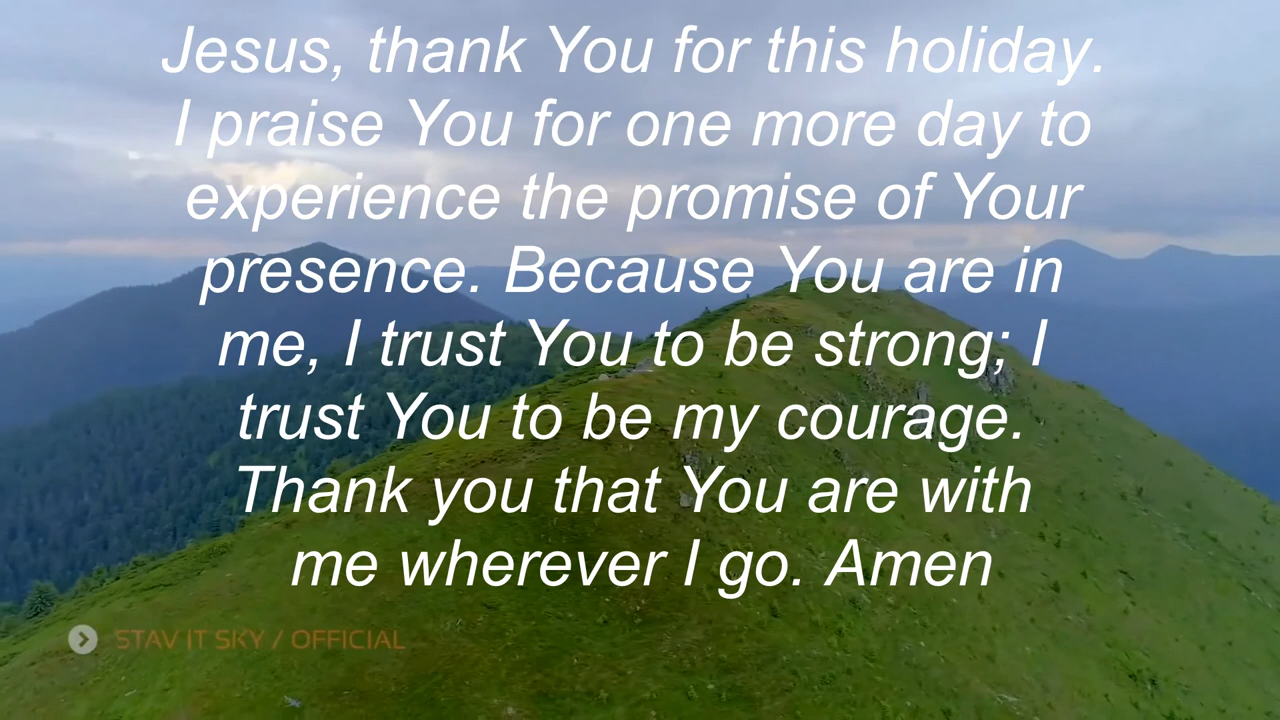 Jesus, thank You for this holiday.
I praise You for one more day to
experience the promise of Your
presence. Because You are in
me, I trust You to be strong; I
trust You to be my courage.
Thank you that You are with
me wherever I go. Amen
STAV IT SKY / OFFICIAL